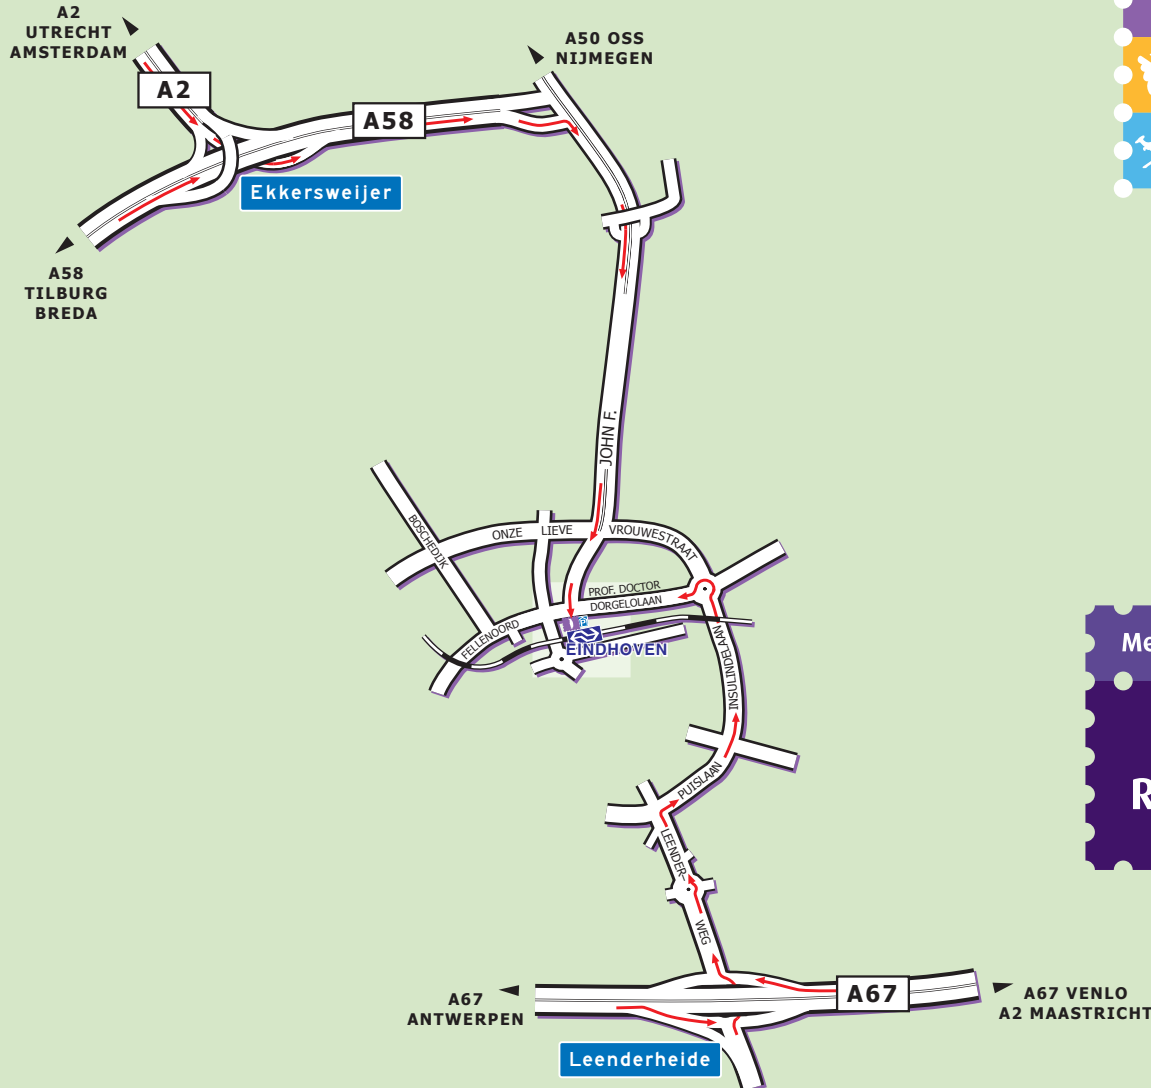 A2
UTRECHT
AMSTERDAM
A50 OSS
NIJMEGEN
A2
A58
Ekkersweijer
A58
TILBURG
BREDA
JOHN F.
BOSCHEDIJK
ONZE LIEVE VROUWESTRAAT
PROF. DOCTOR
DORGELOLAAN
FELLENOORD
P
EINDHOVEN
INSULINDELAAN
Me
R
PUISLAAN
LEENDER-
WEG
A67
A67
ANTWERPEN
A67 VENLO
A2 MAASTRICHT
Leenderheide